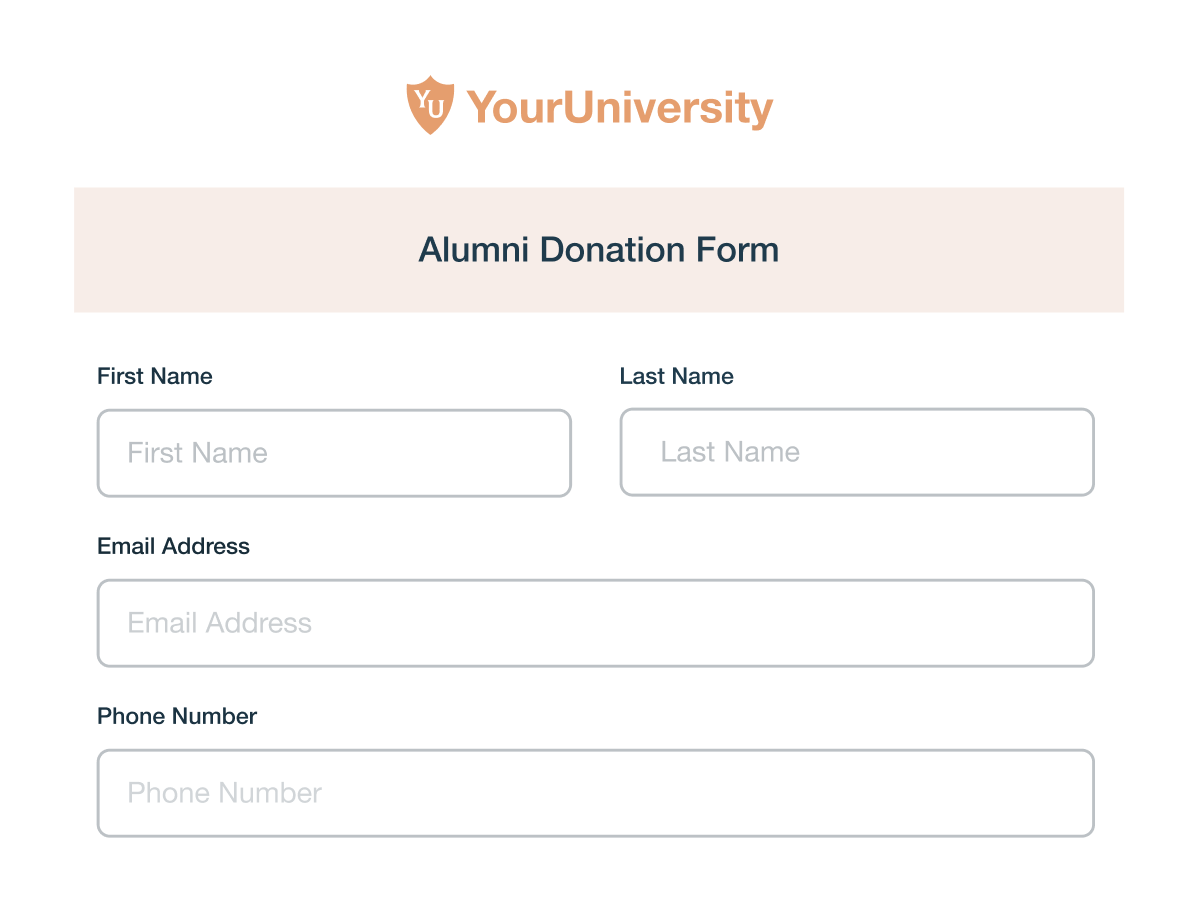 YU YourUniversity
Alumni Donation Form
First Name Last Name
First Name Last Name
Email Address
Email Address
Phone Number
Phone Number